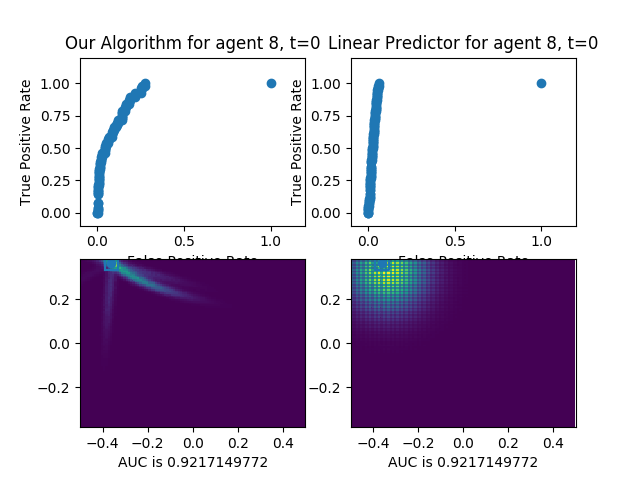 Our Algorithm for agent 8, t=0
Linear Predictor for agent 8, t=0
True Positive Rate
1.00
0.75
0.50
0.25
0.00
0.0 0.5 1.0
False Positive Rate
True Positive Rate
1.00
0.75
0.50
0.25
0.00
0.0 0.5 1.0
False Positive Rate
0.2
0.0
−0.2
−0.4 −0.2 0.0 0.2 0.4
AUC is 0.9217149772
0.2
0.0
−0.2
−0.4 −0.2 0.0 0.2 0.4
AUC is 0.9217149772